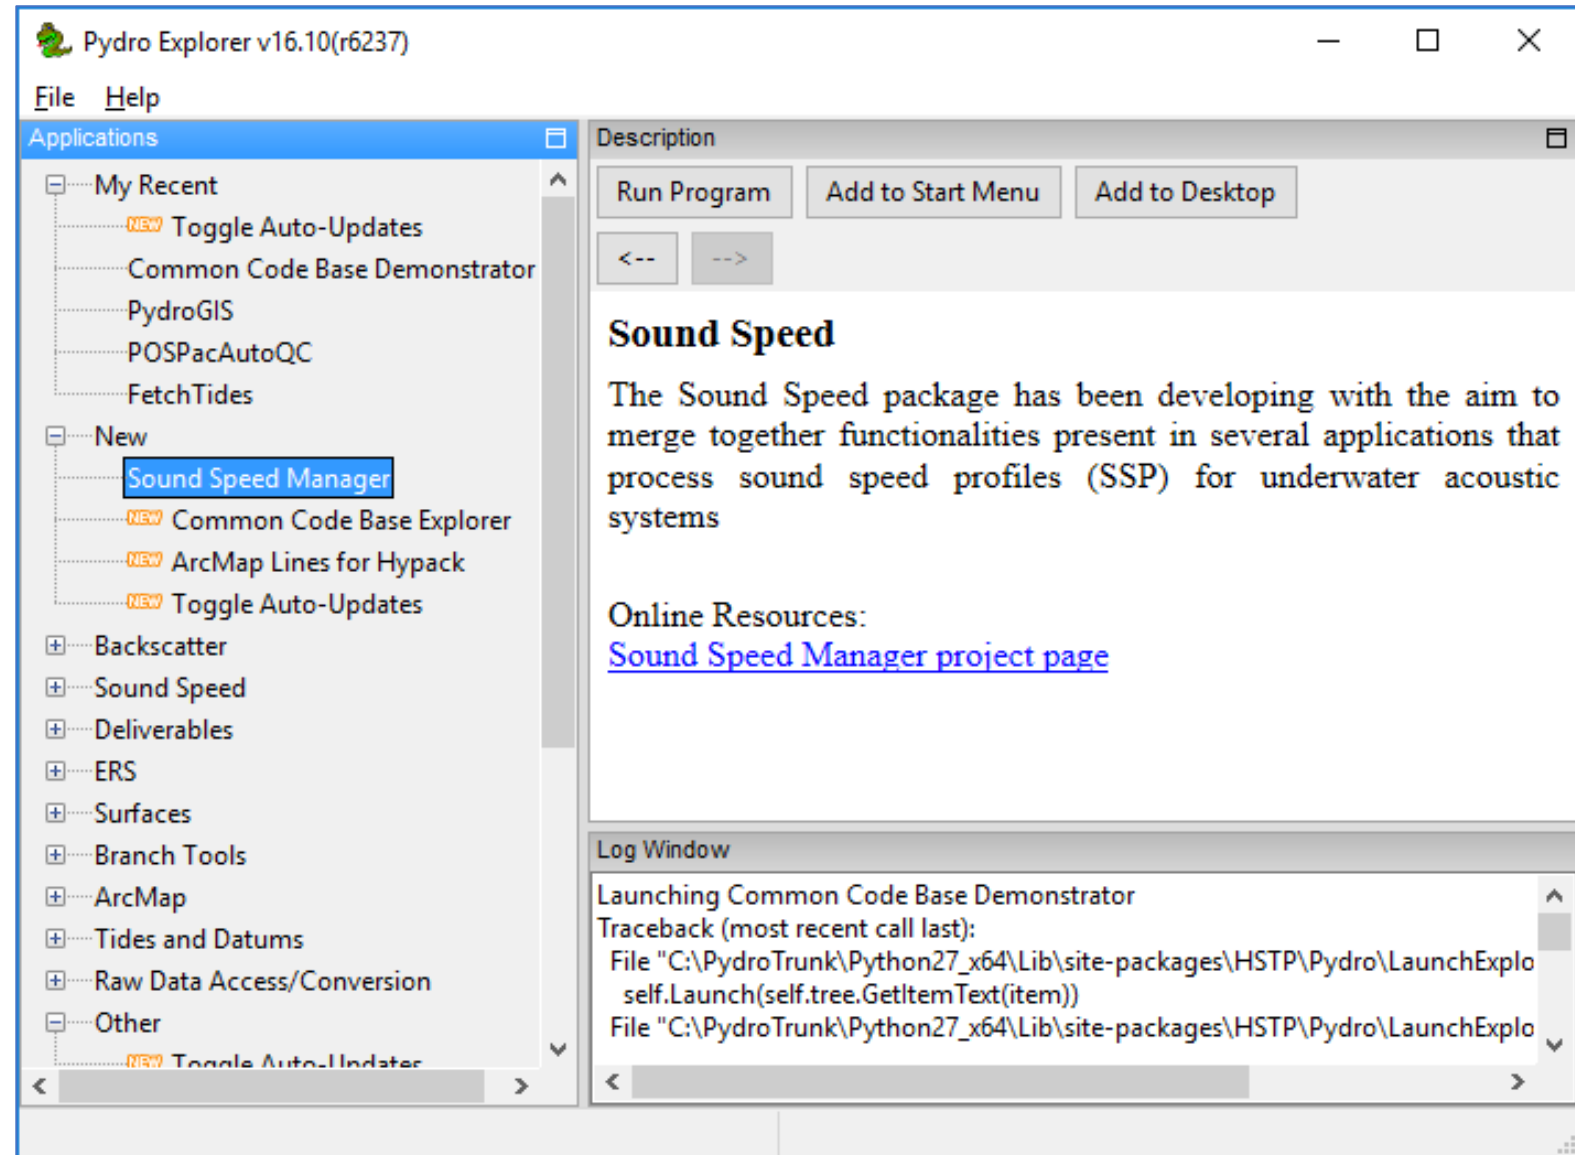 Pydro Explorer v16.10(r6237)
File Help
Applications
My Recent
NEW Toggle Auto-Updates
Common Code Base Demonstrator
PydroGIS
POSPacAutoQC
FetchTides
New
Sound Speed Manager
NEW Common Code Base Explorer
NEW ArcMap Lines for Hypack
NEW Toggle Auto-Updates
Backscatter
Sound Speed
Deliverables
ERS
Surfaces
Branch Tools
ArcMap
Tides and Datums
Raw Data Access/Conversion
Other
NEW Toggle Auto-Updates
Description
Run Program Add to Start Menu Add to Desktop
<-- -->
Sound Speed
The Sound Speed package has been developing with the aim to
merge together functionalities present in several applications that
process sound speed profiles (SSP) for underwater acoustic
systems
Online Resources:
Sound Speed Manager project page
Log Window
Launching Common Code Base Demonstrator
Traceback (most recent call last):
File "C:\PydroTrunk\Python27_x64\Lib\site-packages\HSTP\Pydro\LaunchExplo
self.Launch(self.tree.GetItemText(item))
File "C:\PydroTrunk\Python27_x64\Lib\site-packages\HSTP\Pydro\LaunchExplo